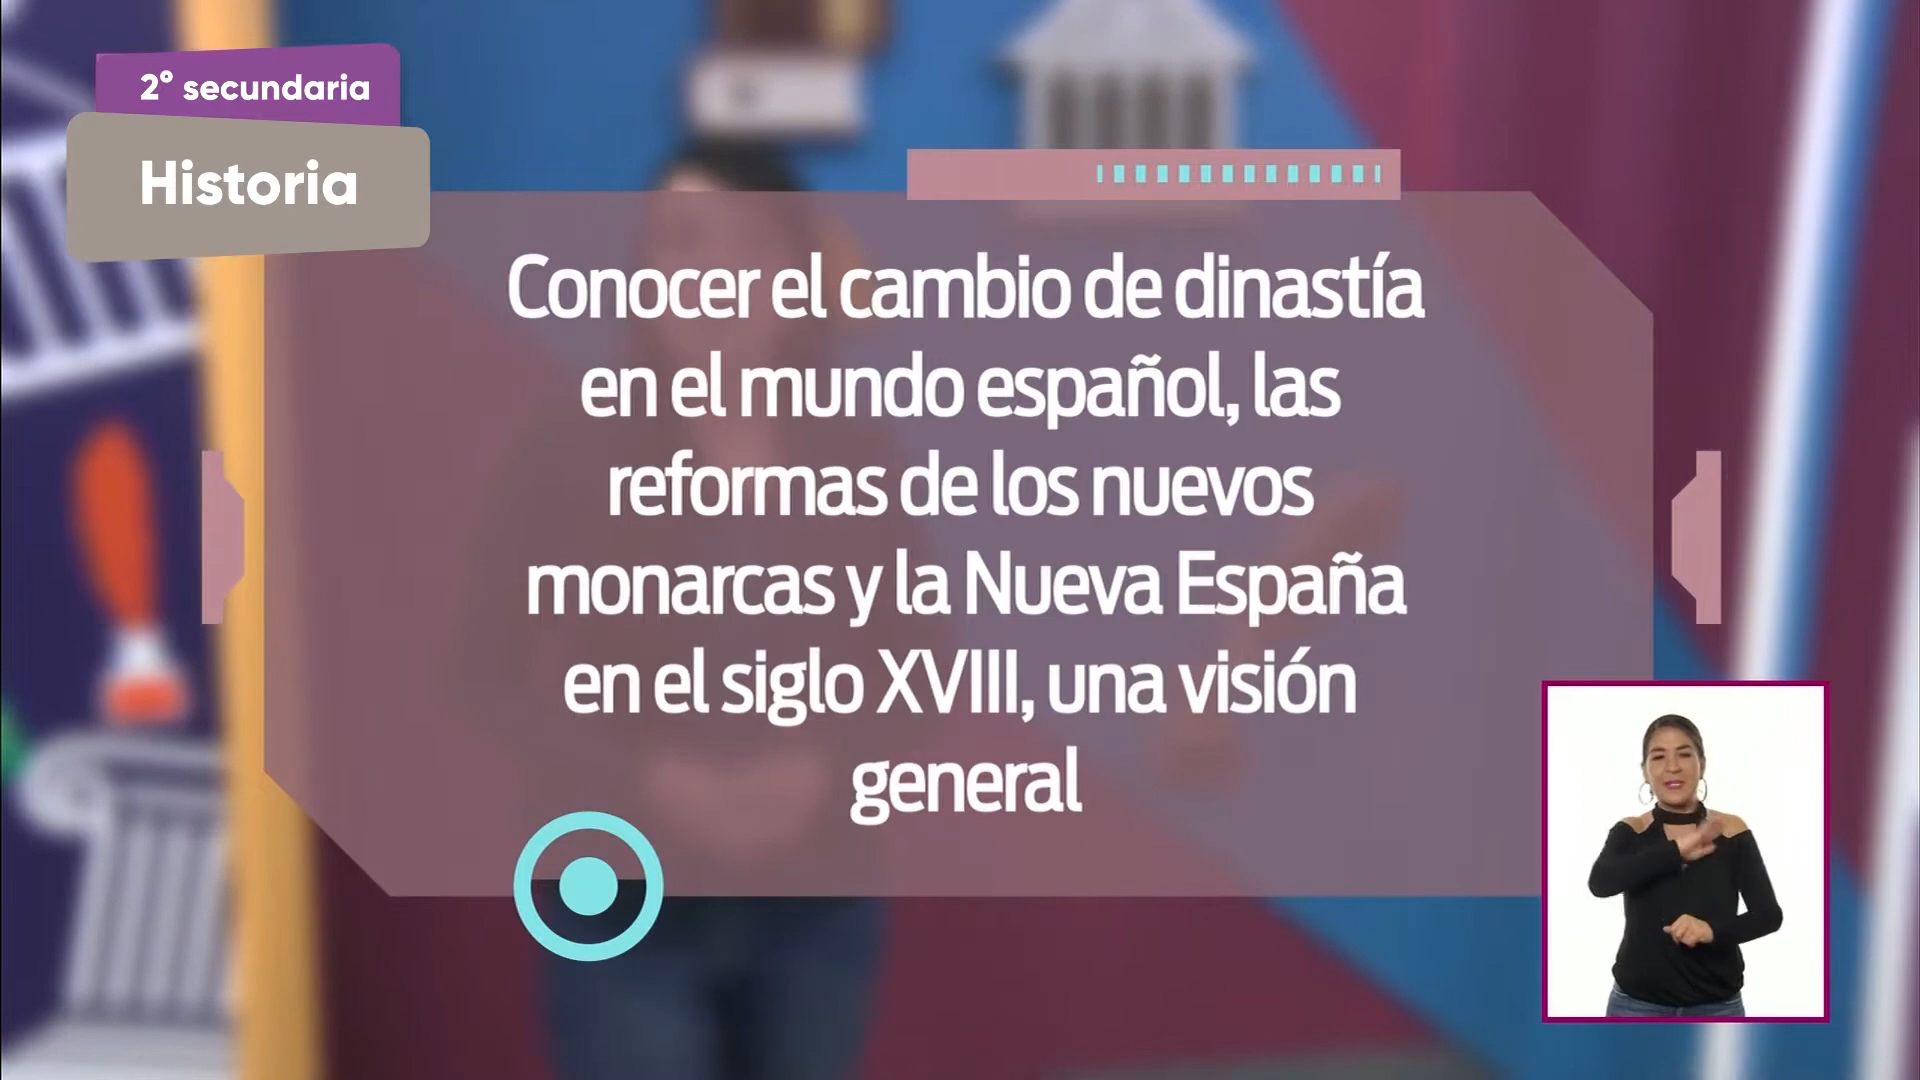 2° secundaria
Historia
Conocer el cambio de dinastía
en el mundo español, las
reformas de los nuevos
monarcas y la Nueva España
en el siglo XVIII, una visión
general